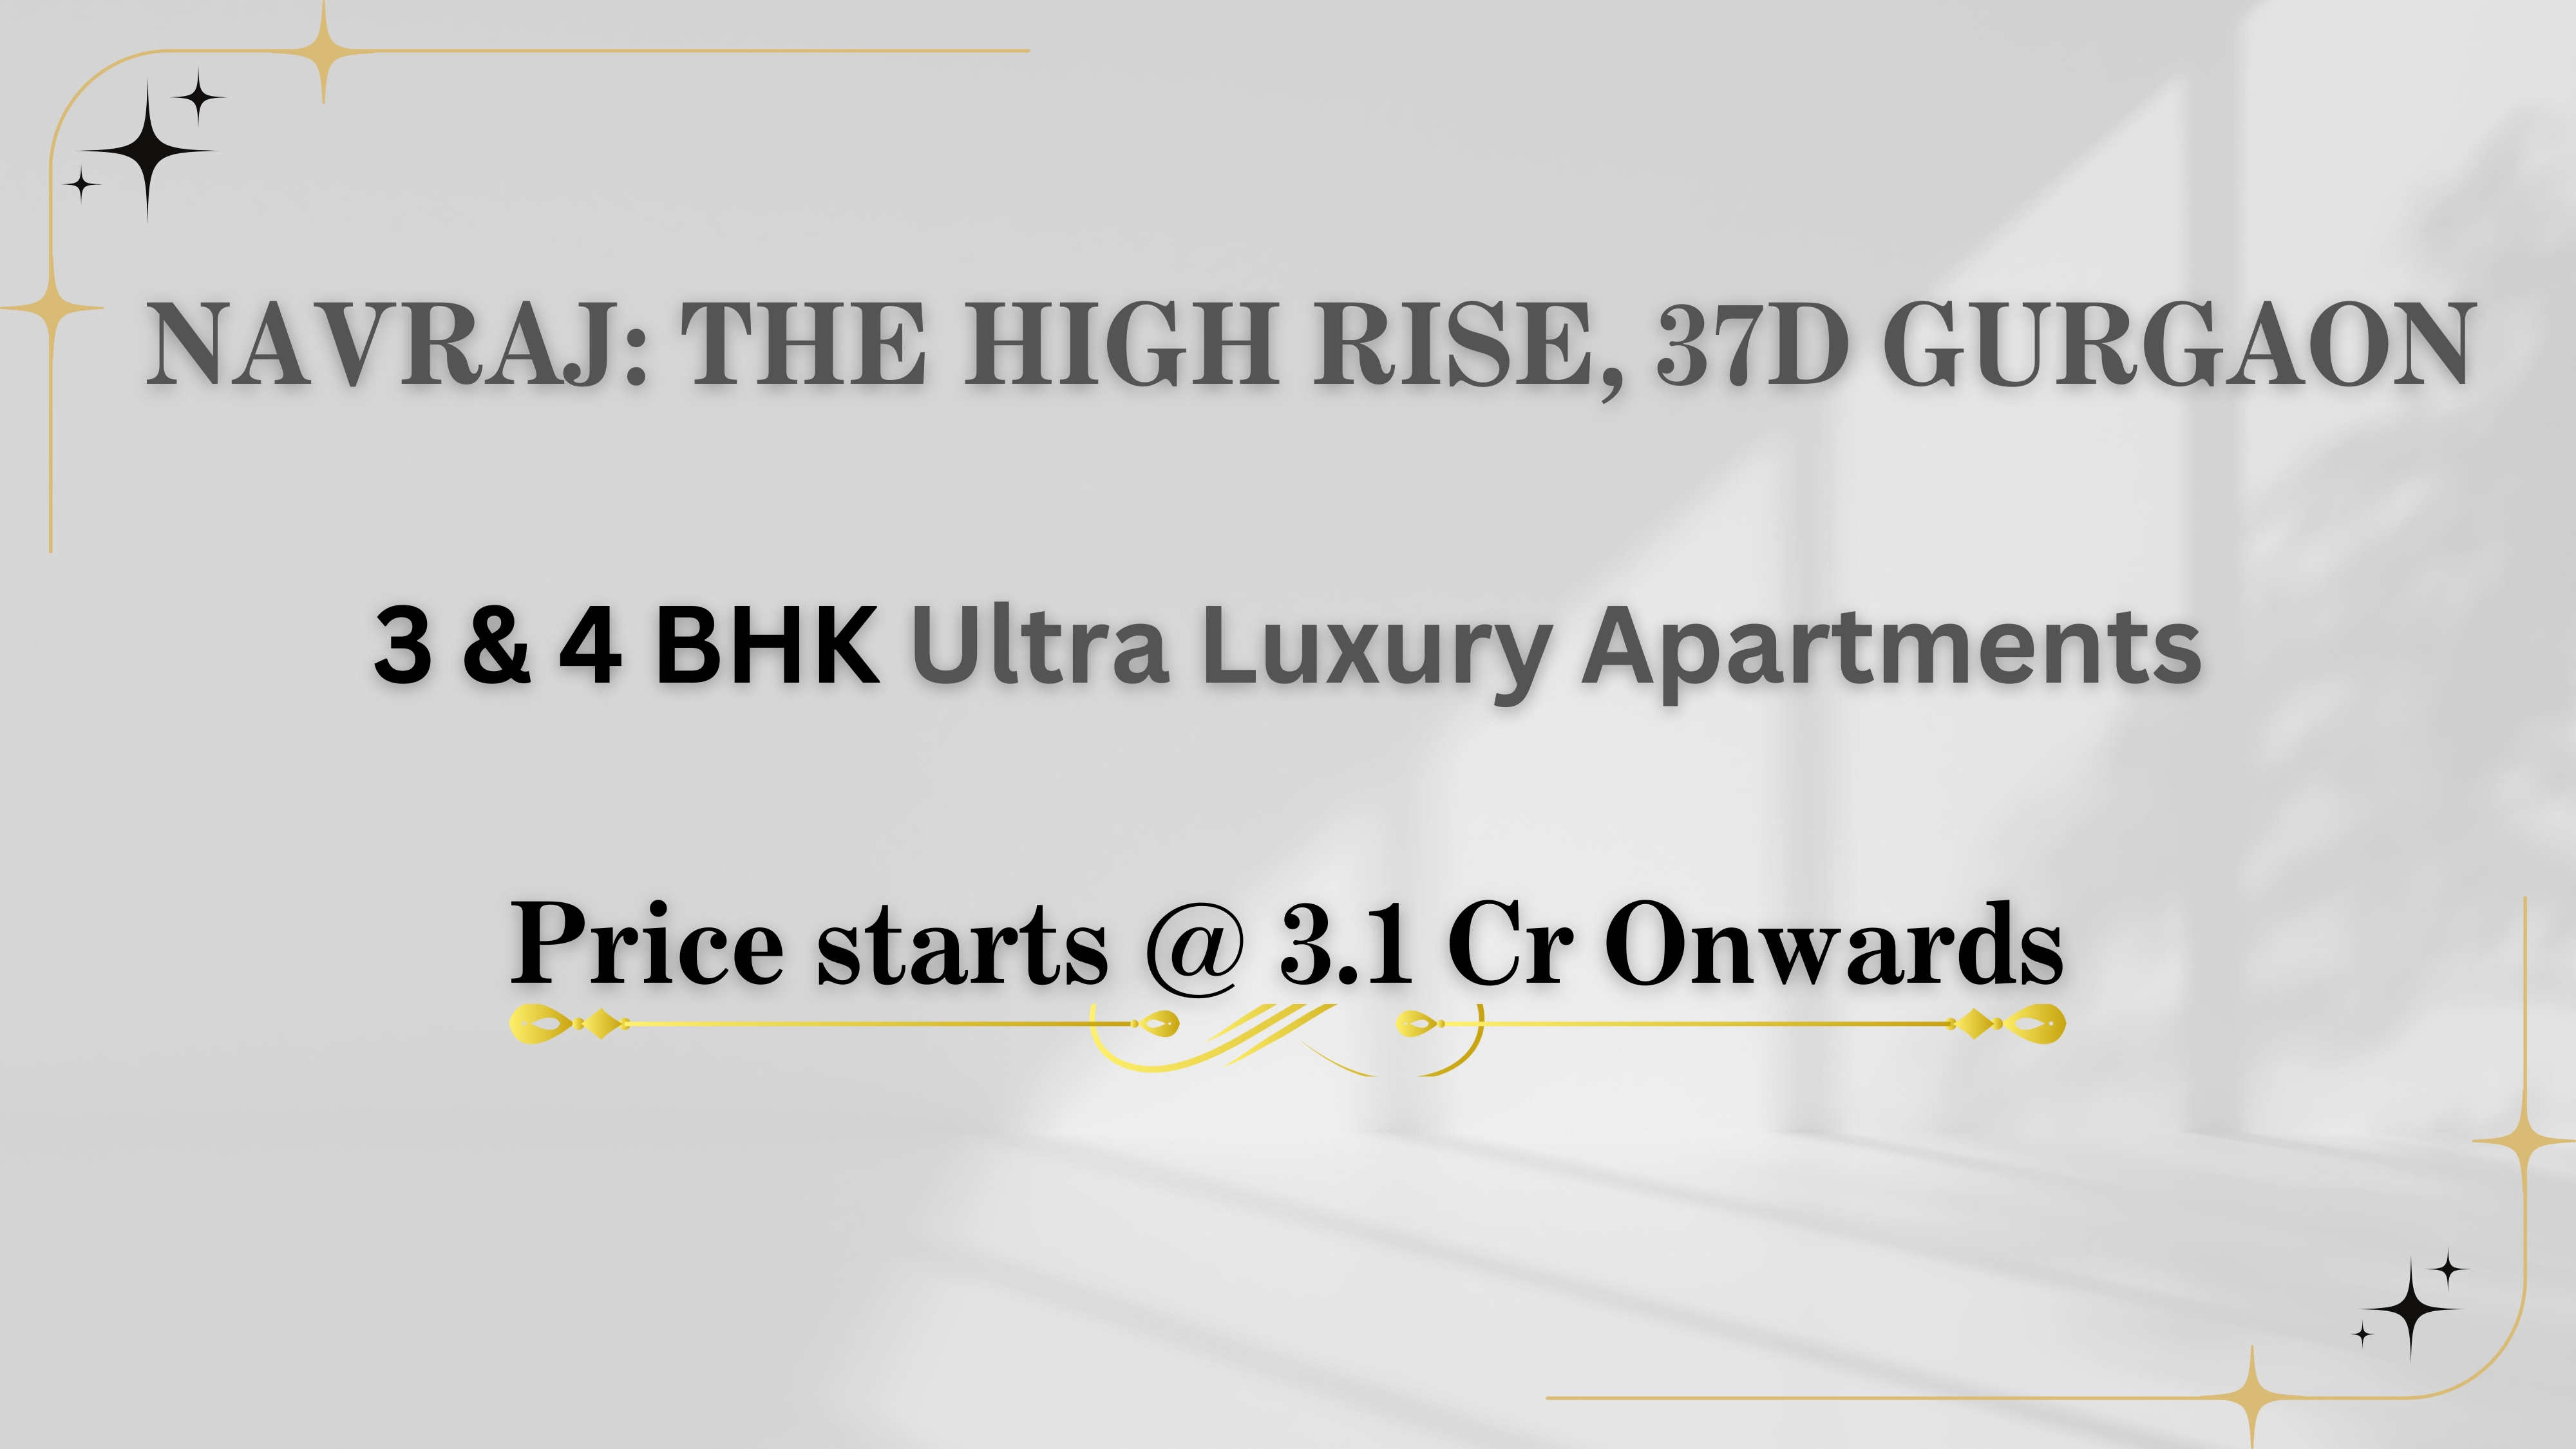 NAVRAJ: THE HIGH RISE, 37D GURGAON
3 & 4 BHK Ultra Luxury Apartments
Price starts @ 3.1 Cr Onwards